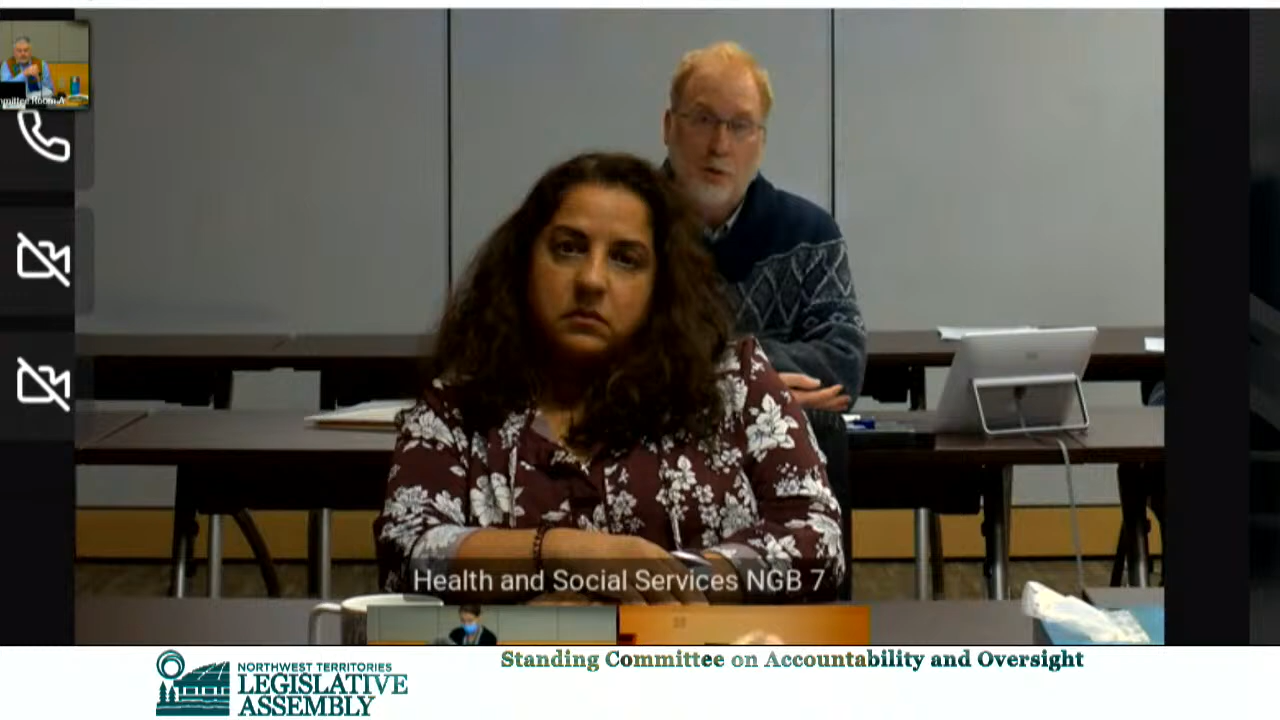 Health and Social Services NGB 7
Standing Committee on Accountability and Oversight
NORTHWEST TERRITORIES
LEGISLATIVE
ASSEMBLY